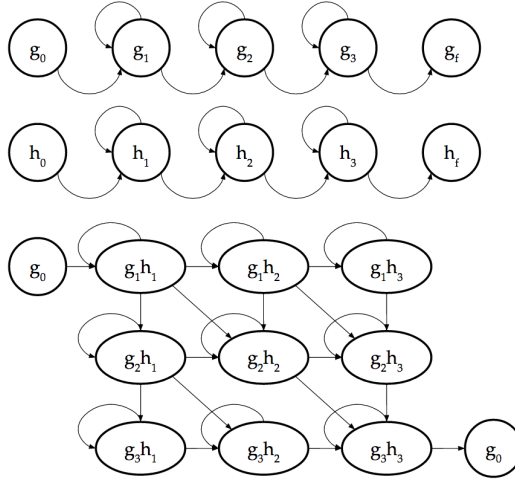 g0 g1 g2 g3 gf
h0 h1 h2 h3 hf
g0 g1h1 g1h2 g1h3
g2h1 g2h2 g2h3
g3h1 g3h2 g3h3 g0